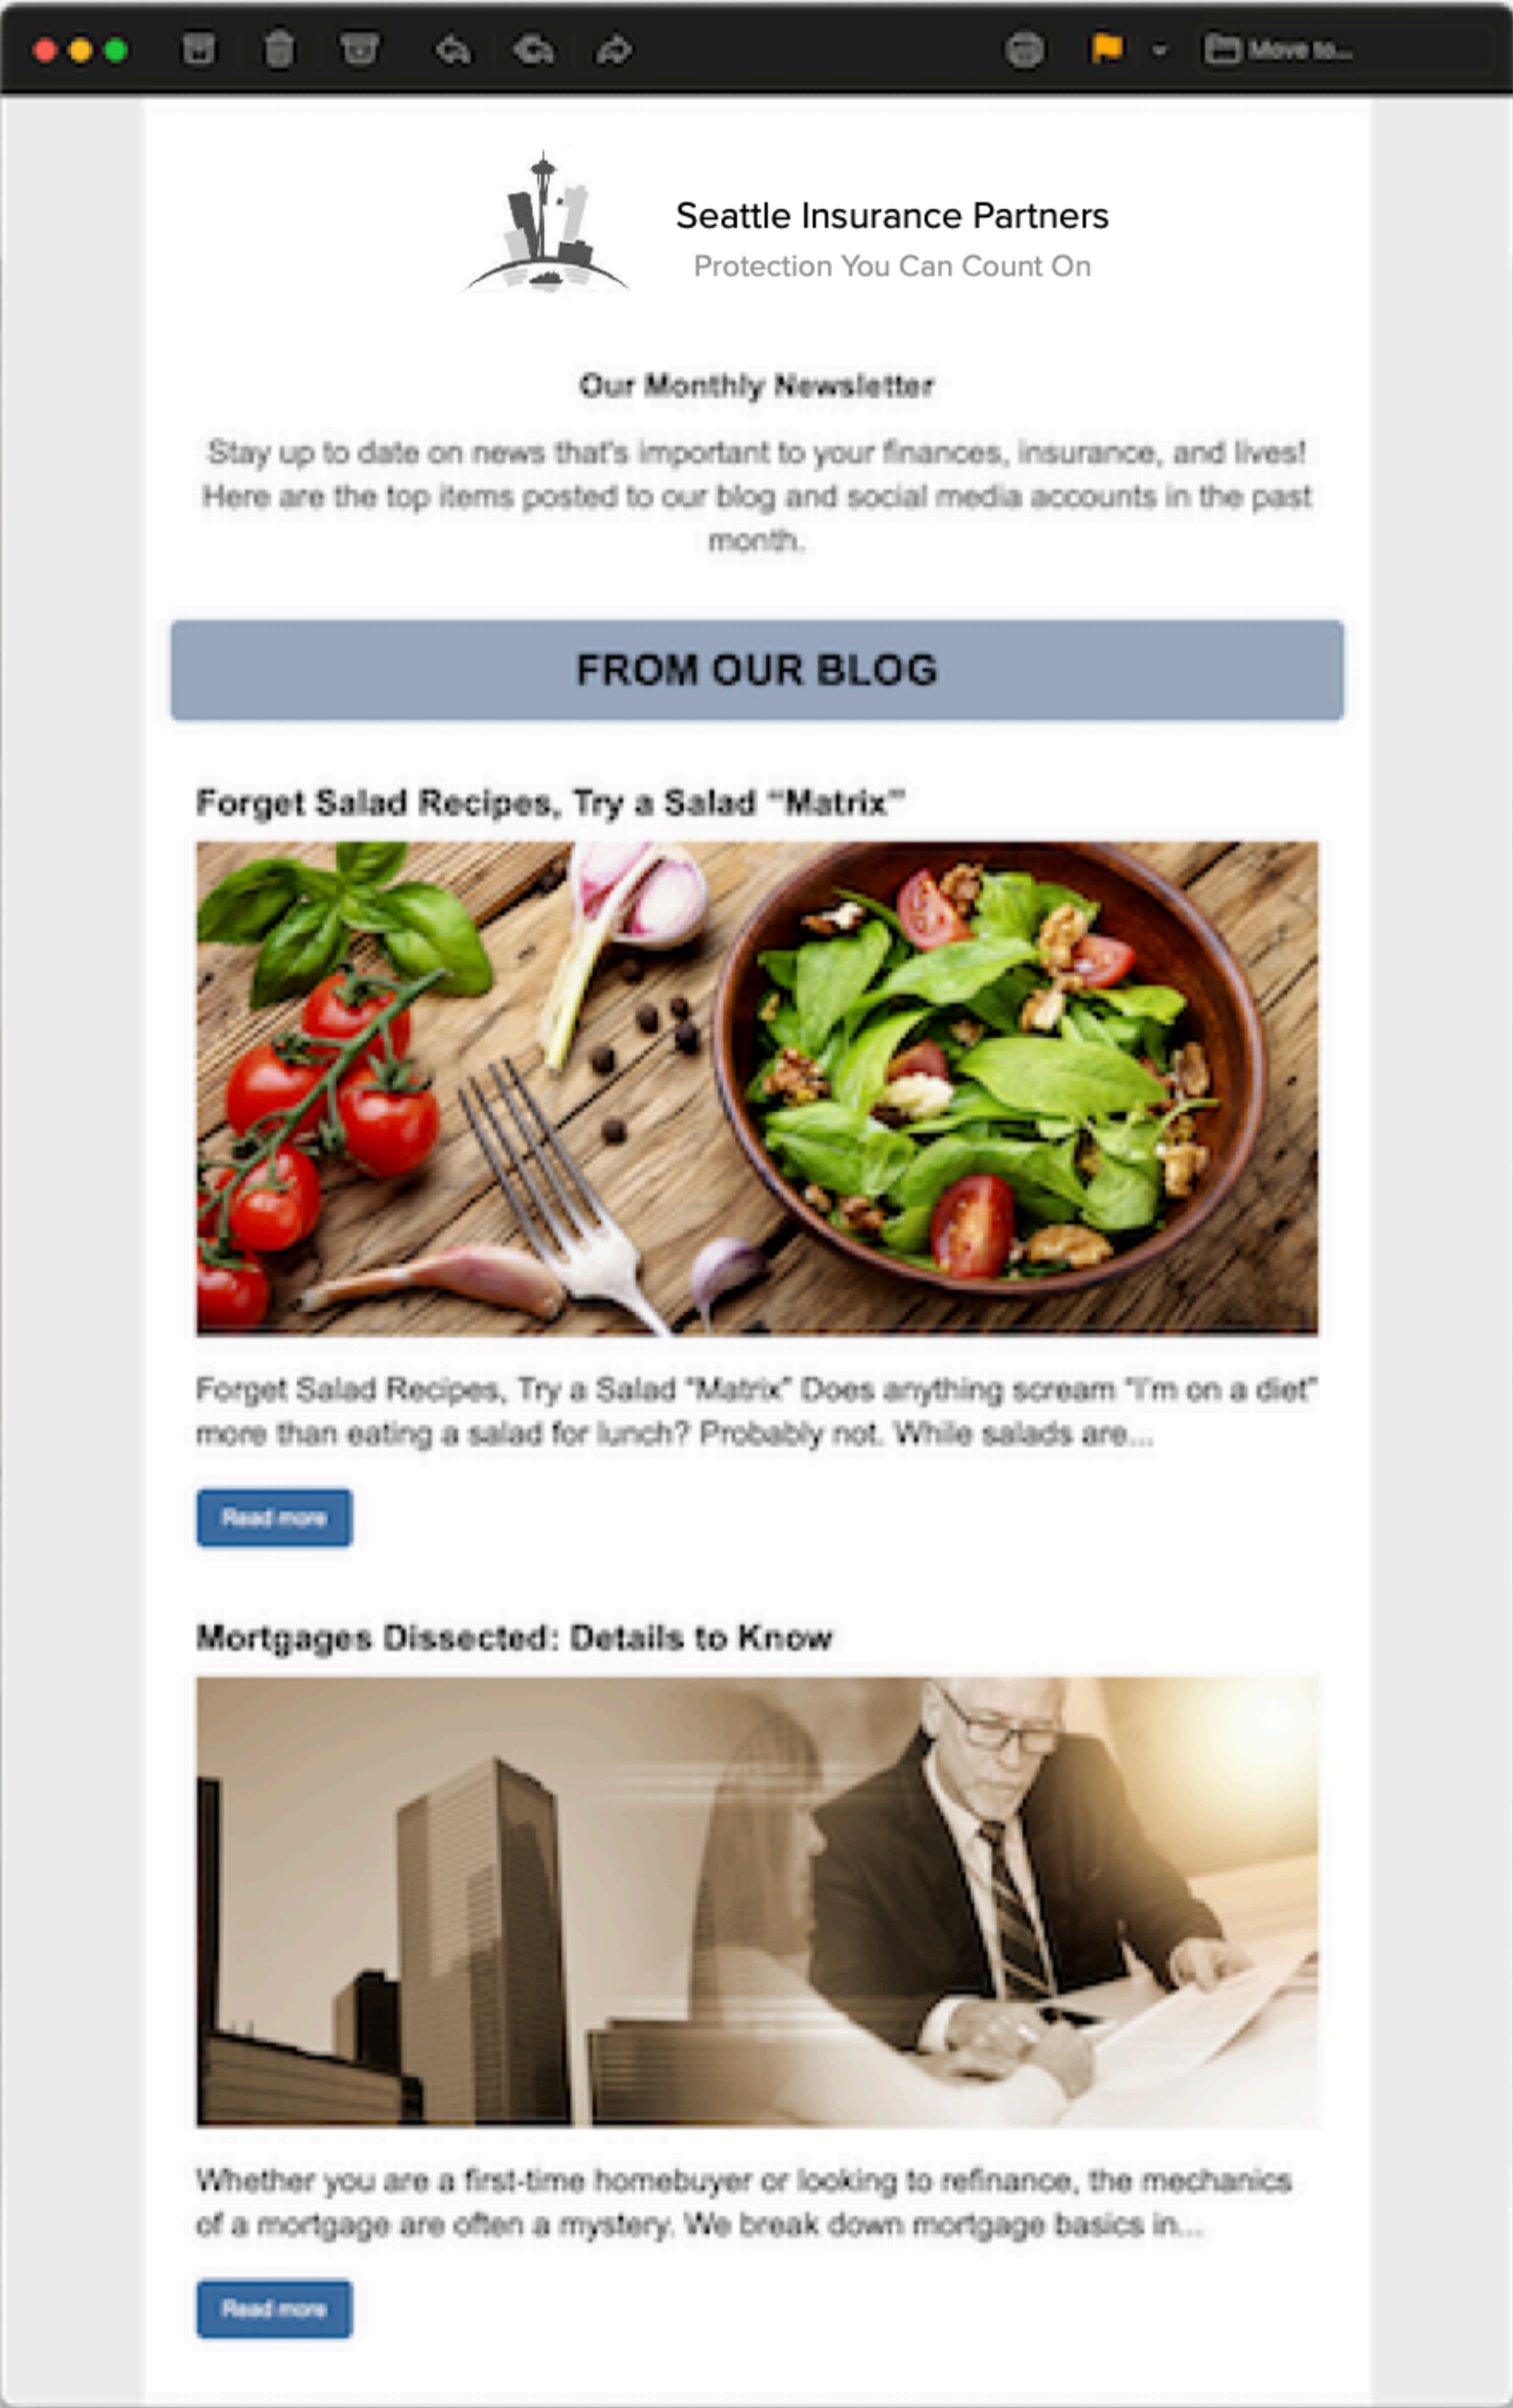 Move to...
Seattle Insurance Partners
Protection You Can Count On
Our Monthly Newsletter
Stay up to date on news that's important to your finances, insurance, and lives!
Here are the top items posted to our blog and social media accounts in the past
month.
FROM OUR BLOG
Forget Salad Recipes, Try a Salad “Matrix”
Forget Salad Recipes, Try a Salad “Matrix” Does anything scream “I’m on a diet”
more than eating a salad for lunch? Probably not. While salads are...
Read more
Mortgages Dissected: Details to Know
Whether you are a first-time homebuyer or looking to refinance, the mechanics
of a mortgage are often a mystery. We break down mortgage basics in...
Read more